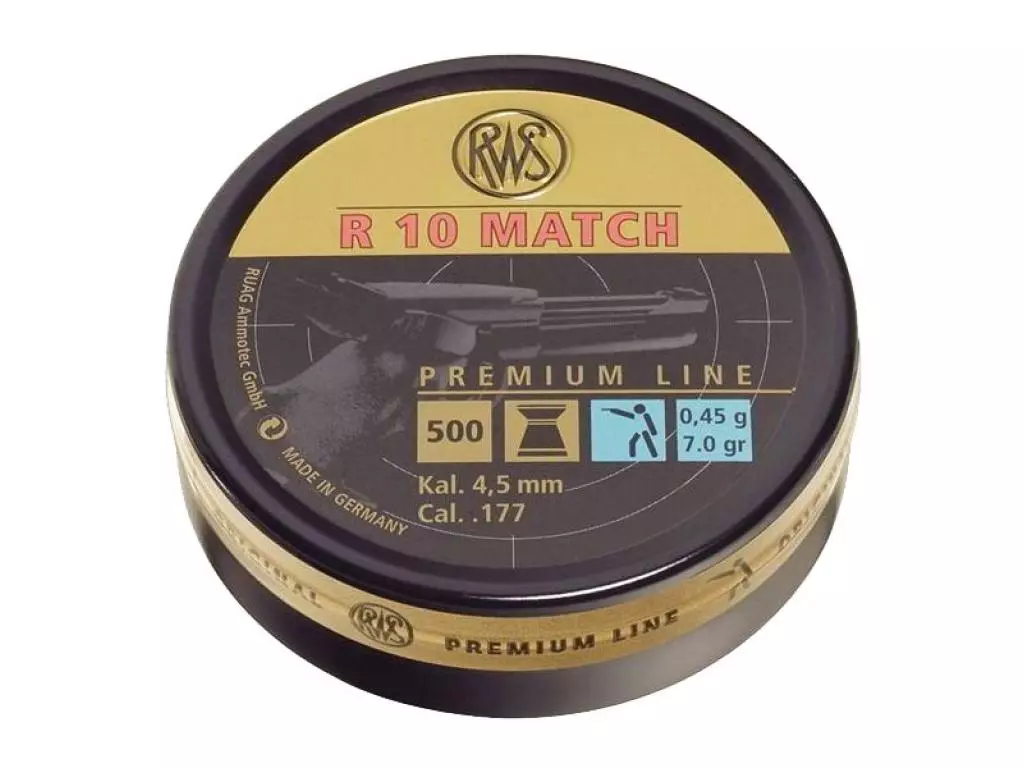 RWS
R 10 MATCH
RUAG Ammotec GmbH
MADE IN GERMANY
PREMIUM LINE
500
0,45 g
7.0 gr
Kal. 4,5 mm
Cal. .177
RWS
PREMIUM LINE